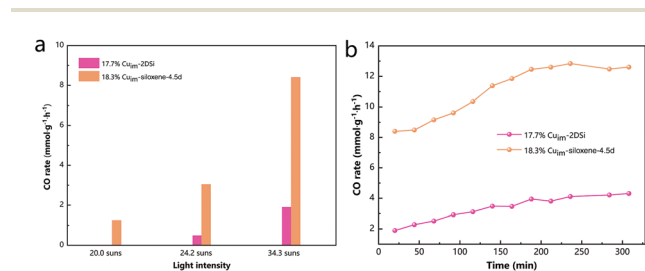 a
10
8
6
4
2
0
CO rate (mmol·g⁻¹·h⁻¹)
17.7% Cuᵢₘ-2DSi
18.3% Cuᵢₘ-siloxene-4.5d
20.0 suns
24.2 suns
34.3 suns
Light intensity
b
14
12
10
8
6
4
2
CO rate (mmol·g⁻¹·h⁻¹)
17.7% Cuᵢₘ-2DSi
18.3% Cuᵢₘ-siloxene-4.5d
0 50 100 150 200 250 300
Time (min)